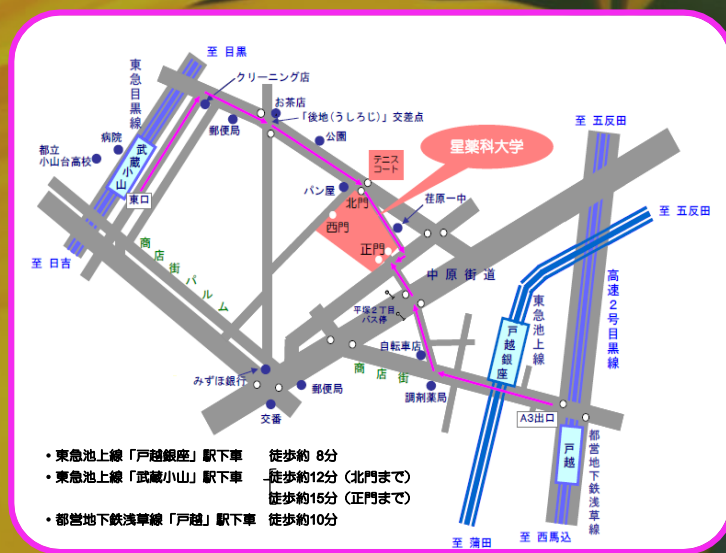 至 目黒
東急目黒線
クリーニング店
お茶店
「後地(うしろじ)」交差点
郵便局
公園
病院
都立
小山台高校
武蔵小山
東口
至 日吉
商店街パルム
パン屋
テニス
コート
星薬科大学
北門
西門
正門
荏原一中
中原街道
平塚2丁目
バス停
自転車店
商店街
調剤薬局
みずほ銀行
郵便局
交番
至 五反田
至 五反田
高速2号目黒線
東急池上線
戸越銀座
A3出口
戸越
都営地下鉄浅草線
至 蒲田
至 西馬込
・東急池上線「戸越銀座」駅下車 徒歩約 8分
・東急池上線「武蔵小山」駅下車 徒歩約12分(北門まで)
徒歩約15分(正門まで)
・都営地下鉄浅草線「戸越」駅下車 徒歩約10分